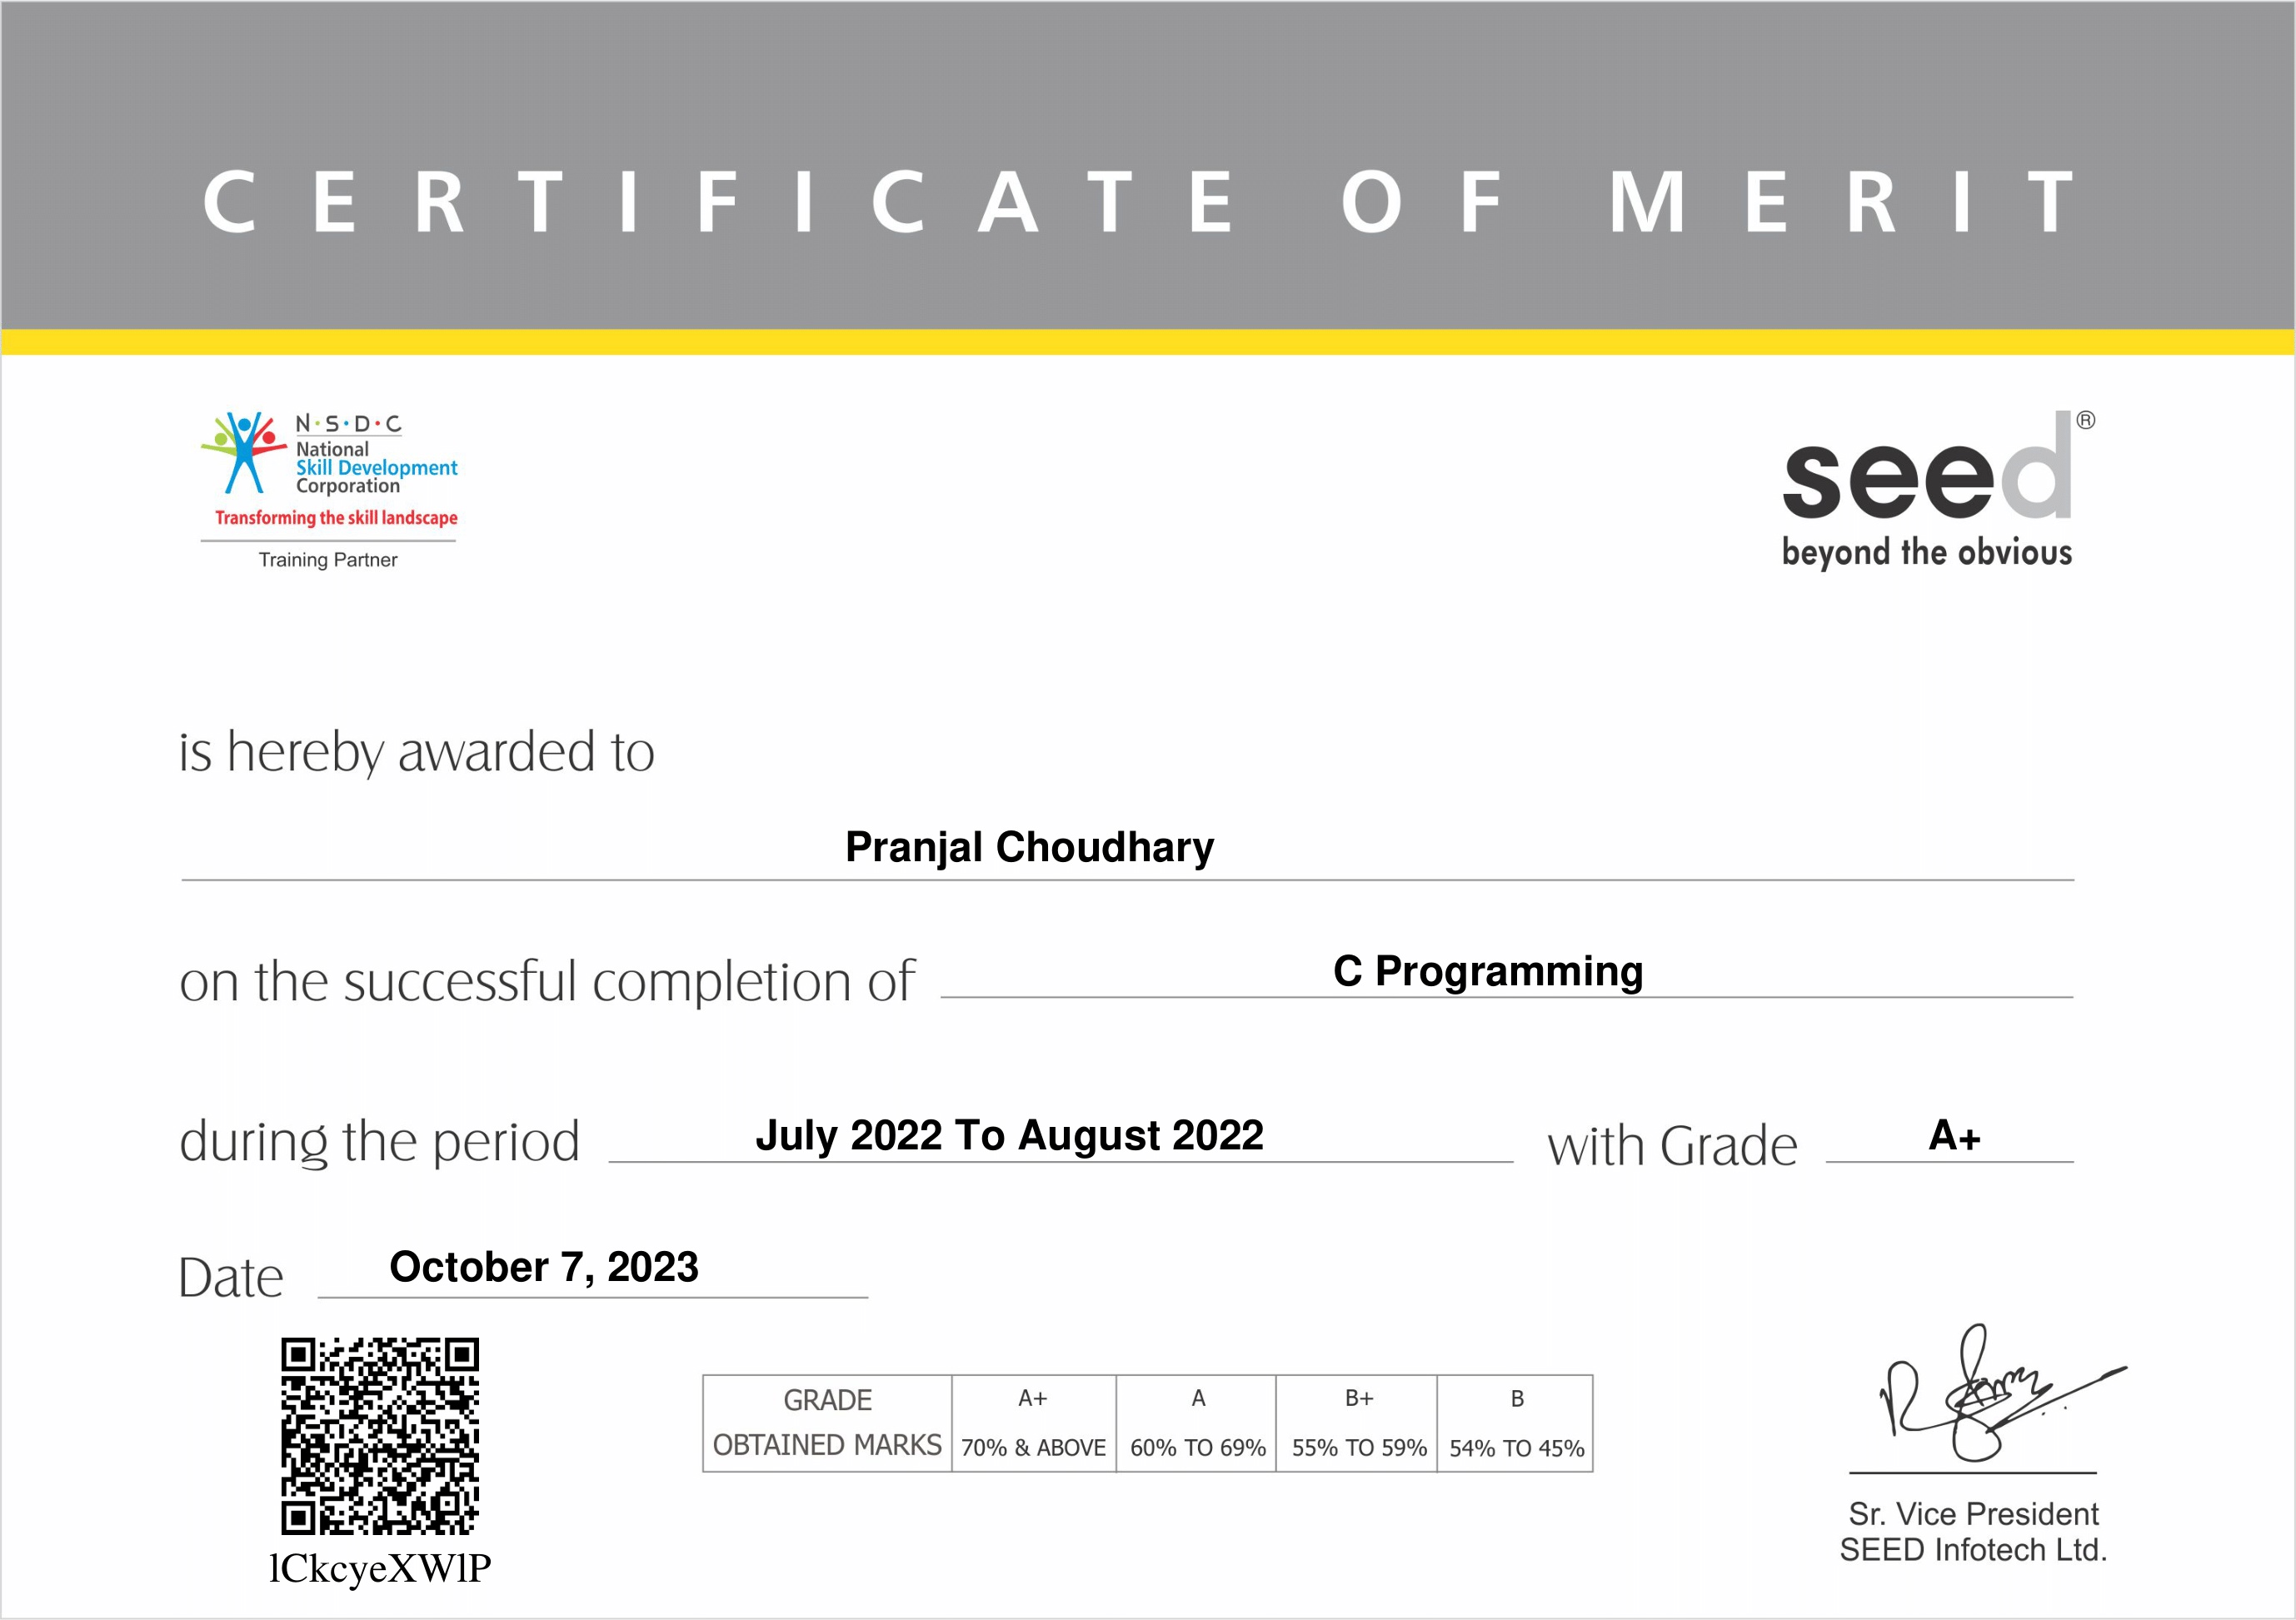 CERTIFICATE OF MERIT
N·S·D·C
National
Skill Development
Corporation
Transforming the skill landscape
Training Partner
seed®
beyond the obvious
is hereby awarded to
Pranjal Choudhary
on the successful completion of C Programming
during the period July 2022 To August 2022 with Grade A+
Date October 7, 2023
GRADE A+ A B+ B
OBTAINED MARKS 70% & ABOVE 60% TO 69% 55% TO 59% 54% TO 45%
lCkcyeXWlP
Sr. Vice President
SEED Infotech Ltd.